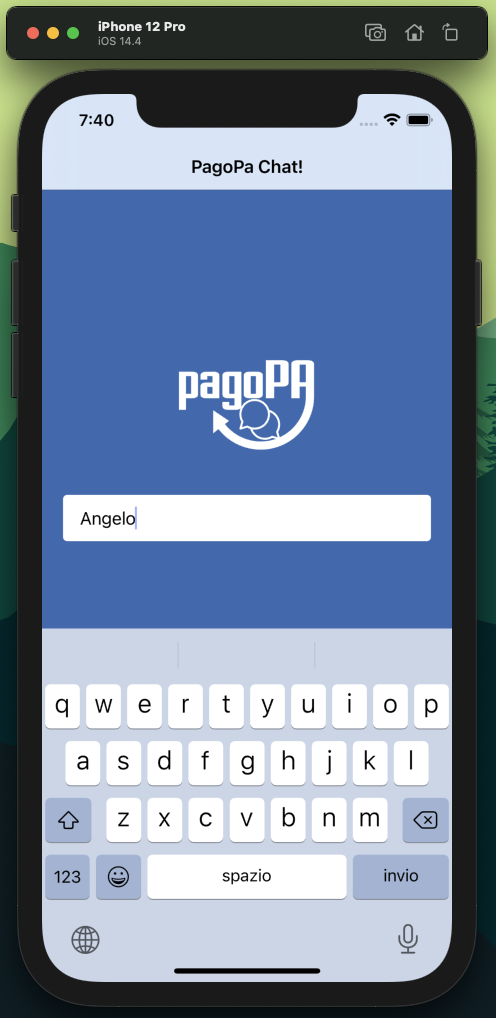 iPhone 12 Pro
iOS 14.4
7:40
PagoPa Chat!
pagoPA
Angelo
q w e r t y u i o p
a s d f g h j k l
z x c v b n m
123 spazio invio